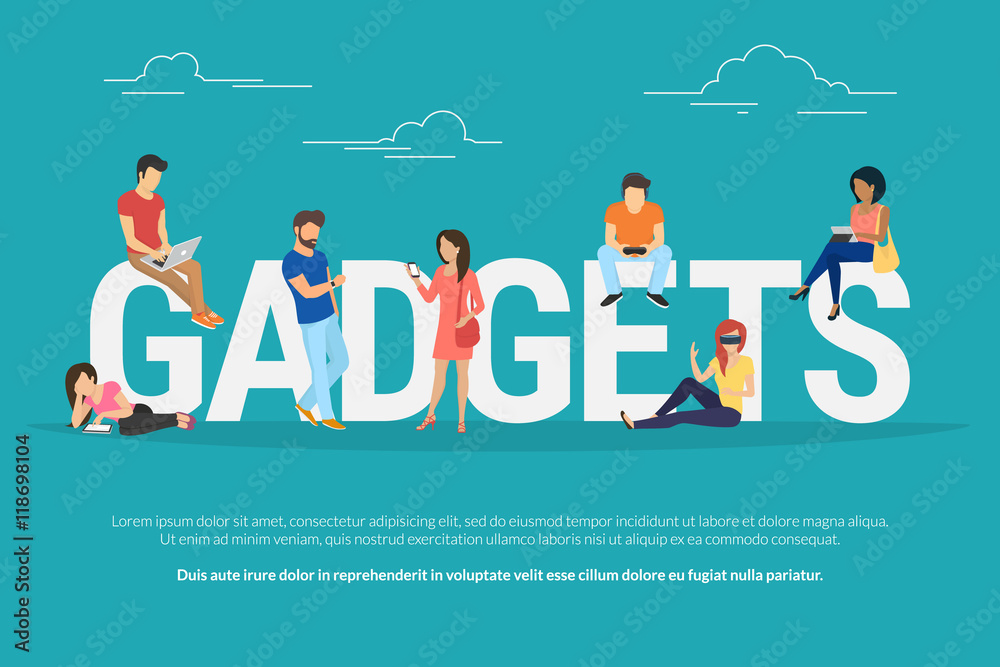 GADGETS
Lorem ipsum dolor sit amet, consectetur adipisicing elit, sed do eiusmod tempor incididunt ut labore et dolore magna aliqua.
Ut enim ad minim veniam, quis nostrud exercitation ullamco laboris nisi ut aliquip ex ea commodo consequat.
Duis aute irure dolor in reprehenderit in voluptate velit esse cillum dolore eu fugiat nulla pariatur.
Adobe Stock | #118698104
Adobe Stock